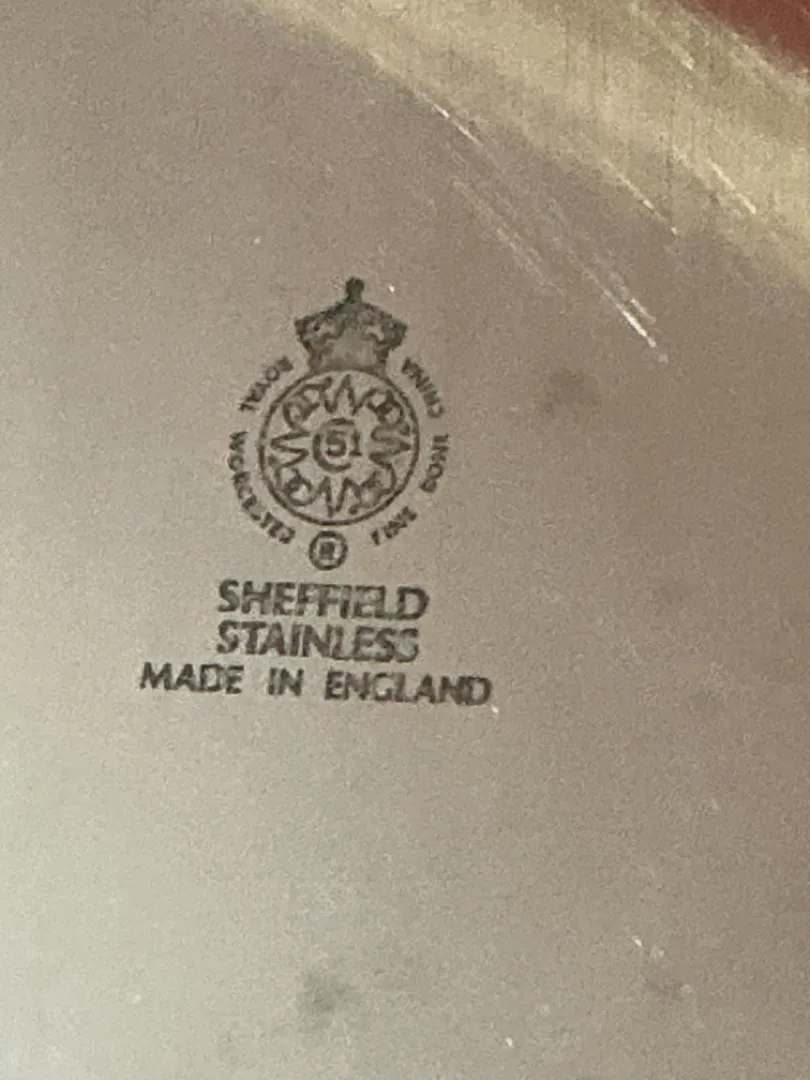 ROYAL WORCESTER FINE BONE CHINA
51
R
SHEFFIELD
STAINLESS
MADE IN ENGLAND